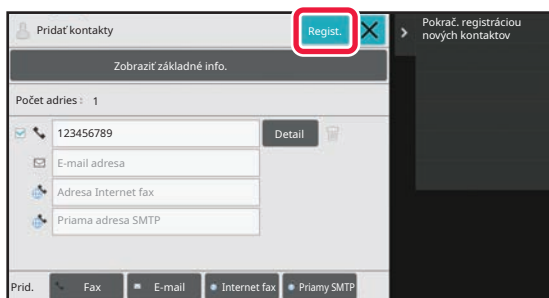 Pridať kontakty
Regist.
Pokrač. registráciou
nových kontaktov
Zobraziť základné info.
Počet adries : 1
123456789
Detail
E-mail adresa
Adresa Internet fax
Priama adresa SMTP
Prid.
Fax
E-mail
Internet fax
Priamy SMTP